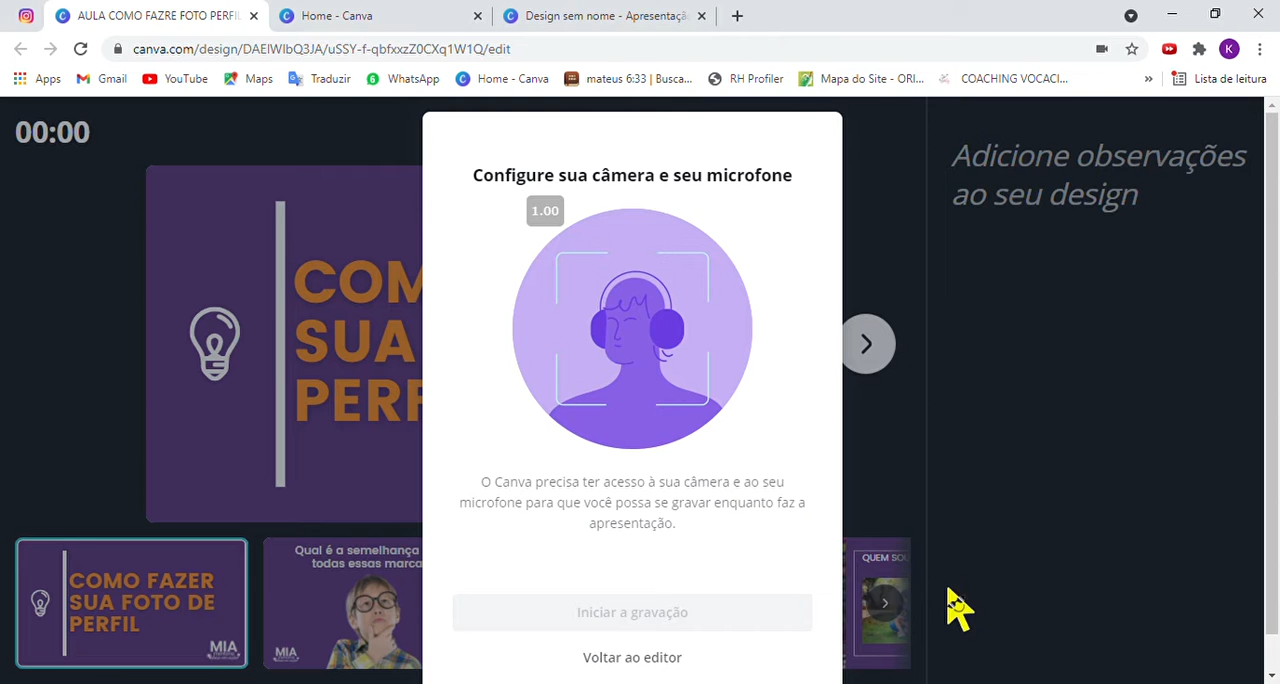 AULA COMO FAZRE FOTO PERFIL
Home - Canva
Design sem nome - Apresentação
canva.com/design/DAEIWIbQ3JA/uSSY-f-qbfxxzZ0CXq1W1Q/edit
K
Apps
Gmail
YouTube
Maps
Traduzir
6
WhatsApp
Home - Canva
mateus 6:33 | Busca...
RH Profiler
Mapa do Site - ORI...
COACHING VOCACI...
»
Lista de leitura
00:00
COM
SUA
PERF
Configure sua câmera e seu microfone
1.00
O Canva precisa ter acesso à sua câmera e ao seu
microfone para que você possa se gravar enquanto faz a
apresentação.
Iniciar a gravação
Voltar ao editor
Adicione observações
ao seu design
COMO FAZER
SUA FOTO DE
PERFIL
MIA
Qual é a semelhança
todas essas marca
MIA
QUEM SOU